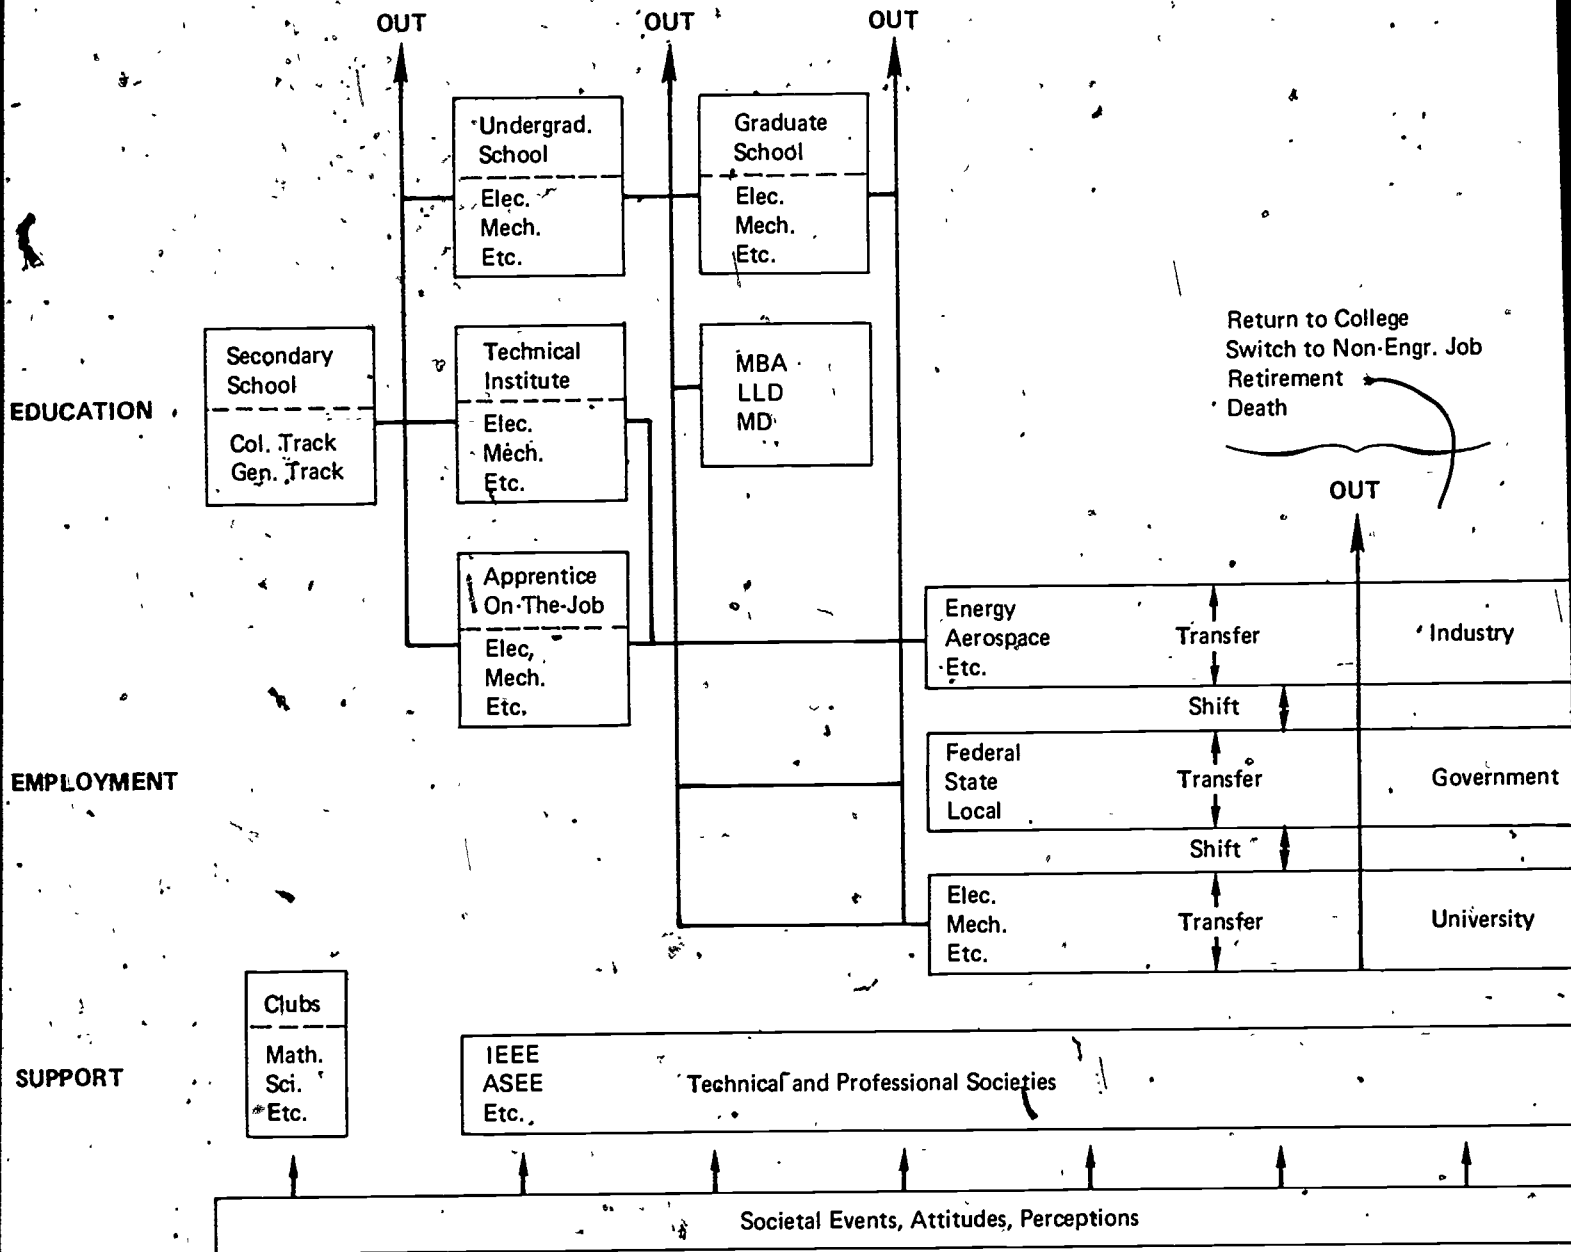 OUT
OUT
OUT
Undergrad.
School
Elec.
Mech.
Etc.
Graduate
School
Elec.
Mech.
Etc.
EDUCATION
Secondary
School
Col. Track
Gen. Track
Technical
Institute
Elec.
Mech.
Etc.
MBA
LLD
MD
Return to College
Switch to Non-Engr. Job
Retirement
Death
OUT
Apprentice
On-The-Job
Elec,
Mech.
Etc.
Energy
Aerospace
Etc.
Transfer
Industry
Shift
EMPLOYMENT
Federal
State
Local
Transfer
Government
Shift
Elec.
Mech.
Etc.
Transfer
University
SUPPORT
Clubs
Math.
Sci.
Etc.
IEEE
ASEE
Etc.
Technical and Professional Societies
Societal Events, Attitudes, Perceptions